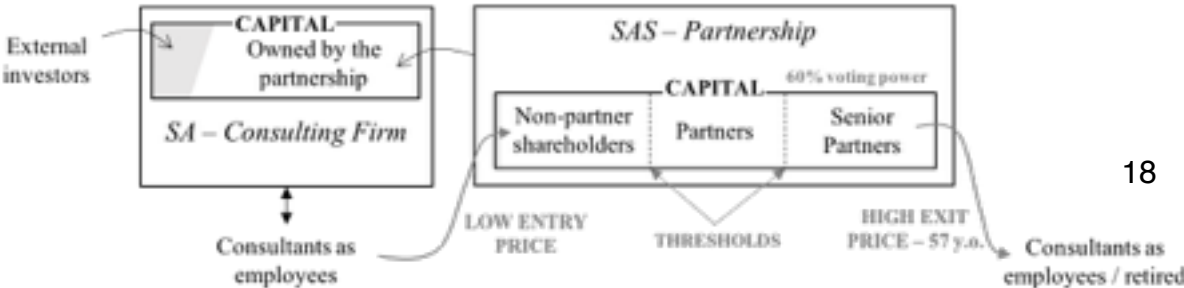 External
investors
CAPITAL
Owned by the
partnership
SA – Consulting Firm
Consultants as
employees
SAS – Partnership
60% voting power
CAPITAL
Non-partner
shareholders
Partners
Senior
Partners
LOW ENTRY
PRICE
THRESHOLDS
HIGH EXIT
PRICE – 57 y.o.
Consultants as
employees / retired
18